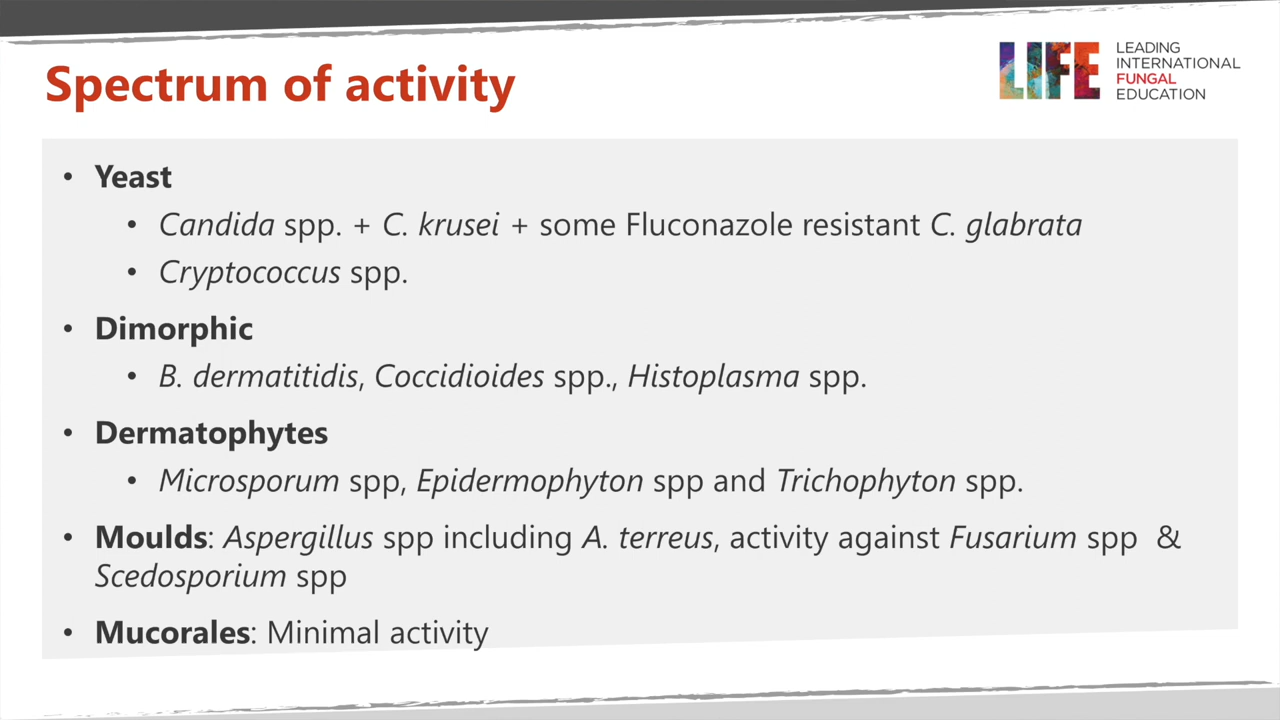 Spectrum of activity
LIFE
LEADING
INTERNATIONAL
FUNGAL
EDUCATION
• Yeast
• Candida spp. + C. krusei + some Fluconazole resistant C. glabrata
• Cryptococcus spp.
• Dimorphic
• B. dermatitidis, Coccidioides spp., Histoplasma spp.
• Dermatophytes
• Microsporum spp, Epidermophyton spp and Trichophyton spp.
• Moulds: Aspergillus spp including A. terreus, activity against Fusarium spp &
Scedosporium spp
• Mucorales: Minimal activity